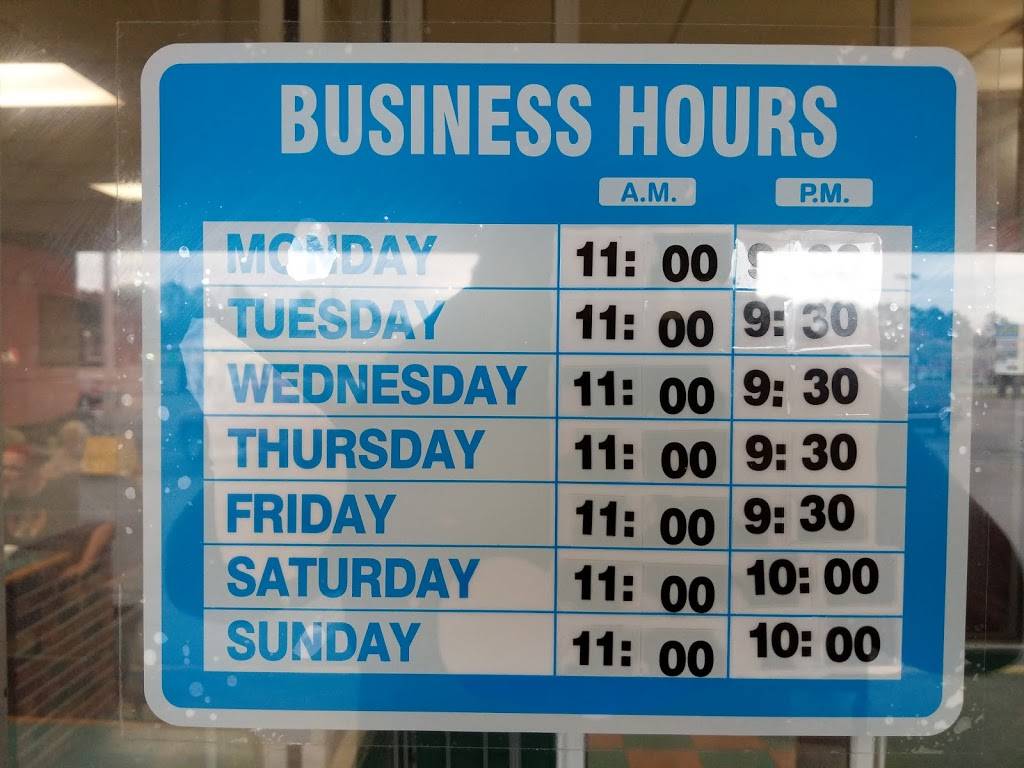 BUSINESS HOURS
A.M. P.M.
MONDAY 11: 00
TUESDAY 11: 00 9: 30
WEDNESDAY 11: 00 9: 30
THURSDAY 11: 00 9: 30
FRIDAY 11: 00 9: 30
SATURDAY 11: 00 10: 00
SUNDAY 11: 00 10: 00